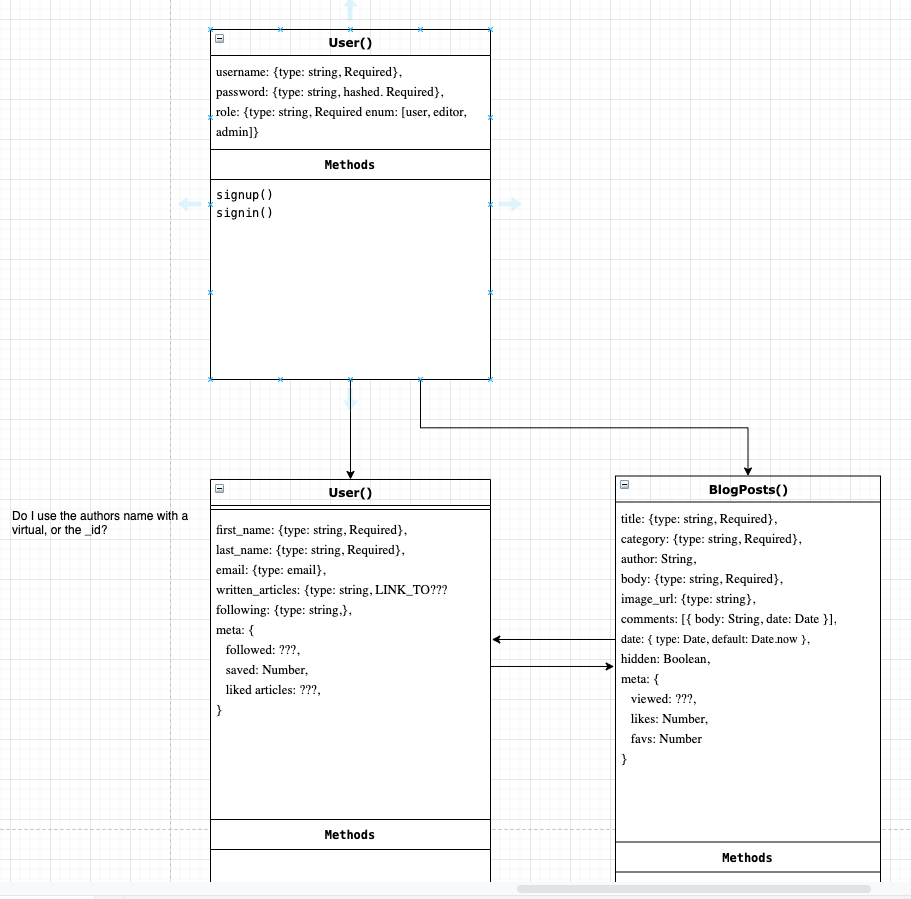 User()
username: {type: string, Required},
password: {type: string, hashed. Required},
role: {type: string, Required enum: [user, editor,
admin]}
Methods
signup()
signin()
Do I use the authors name with a
virtual, or the _id?
User()
first_name: {type: string, Required},
last_name: {type: string, Required},
email: {type: email},
written_articles: {type: string, LINK_TO???
following: {type: string,},
meta: {
followed: ???,
saved: Number,
liked articles: ???,
}
Methods
BlogPosts()
title: {type: string, Required},
category: {type: string, Required},
author: String,
body: {type: string, Required},
image_url: {type: string},
comments: [{ body: String, date: Date }],
date: { type: Date, default: Date.now },
hidden: Boolean,
meta: {
viewed: ???,
likes: Number,
favs: Number
}
Methods